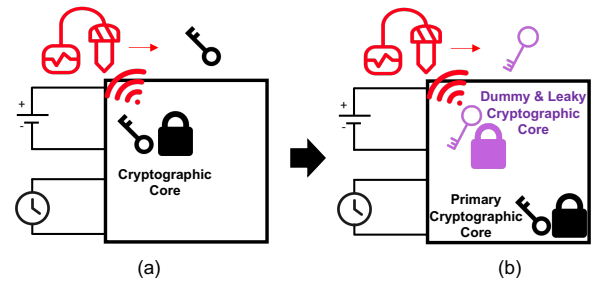 +
-
Cryptographic
Core
(a)
+
-
Dummy & Leaky
Cryptographic
Core
Primary
Cryptographic
Core
(b)